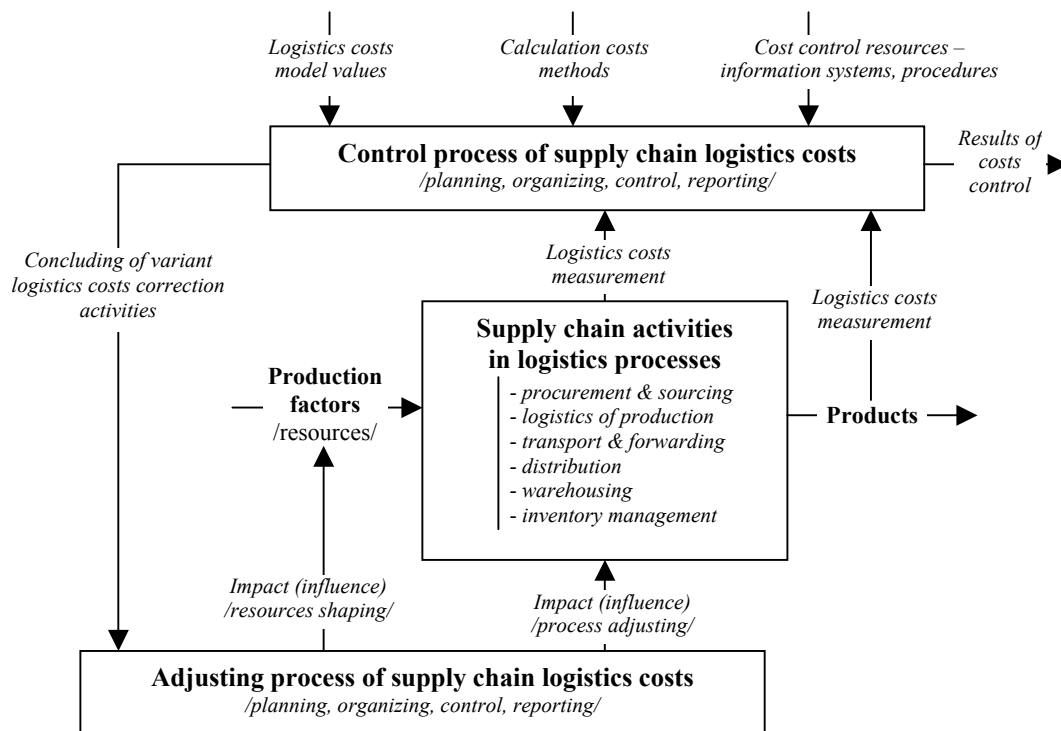 Logistics costs
model values
Calculation costs
methods
Cost control resources –
information systems, procedures
Control process of supply chain logistics costs
/planning, organizing, control, reporting/
Results of
costs
control
Concluding of variant
logistics costs correction
activities
Logistics costs
measurement
Logistics costs
measurement
Supply chain activities
in logistics processes
- procurement & sourcing
- logistics of production
- transport & forwarding
- distribution
- warehousing
- inventory management
Production
factors
/resources/
Products
Impact (influence)
/resources shaping/
Impact (influence)
/process adjusting/
Adjusting process of supply chain logistics costs
/planning, organizing, control, reporting/